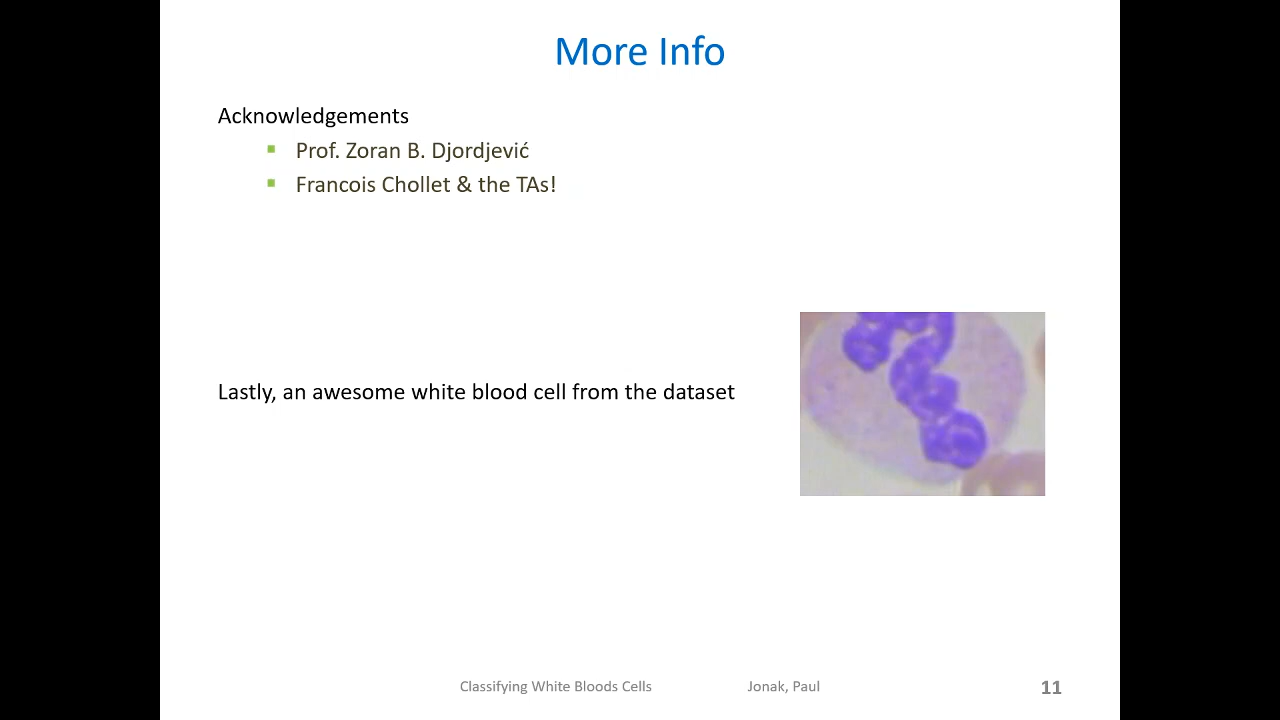 More Info
Acknowledgements
Prof. Zoran B. Djordjević
Francois Chollet & the TAs!
Lastly, an awesome white blood cell from the dataset
Classifying White Bloods Cells Jonak, Paul 11